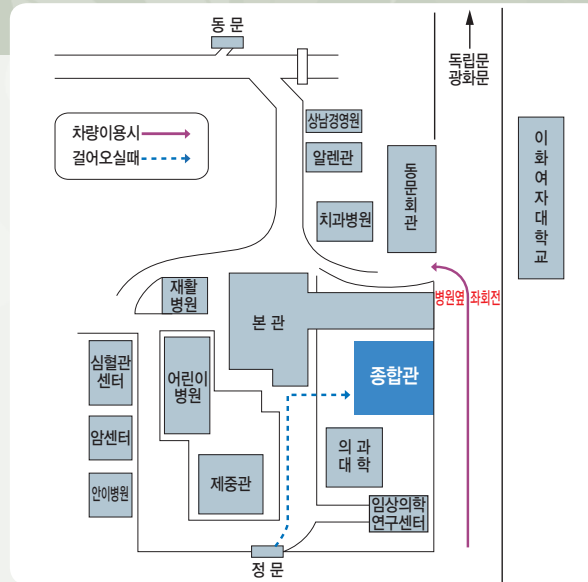 동 문
독립문
광화문
차량이용시
걸어오실때
상남경영원
알렌관
동문회관
이화여자대학교
치과병원
재활
병원
본 관
병원옆 좌회전
심혈관
센터
어린이
병원
종합관
암센터
의 과
대 학
안이병원
제중관
임상의학
연구센터
정 문